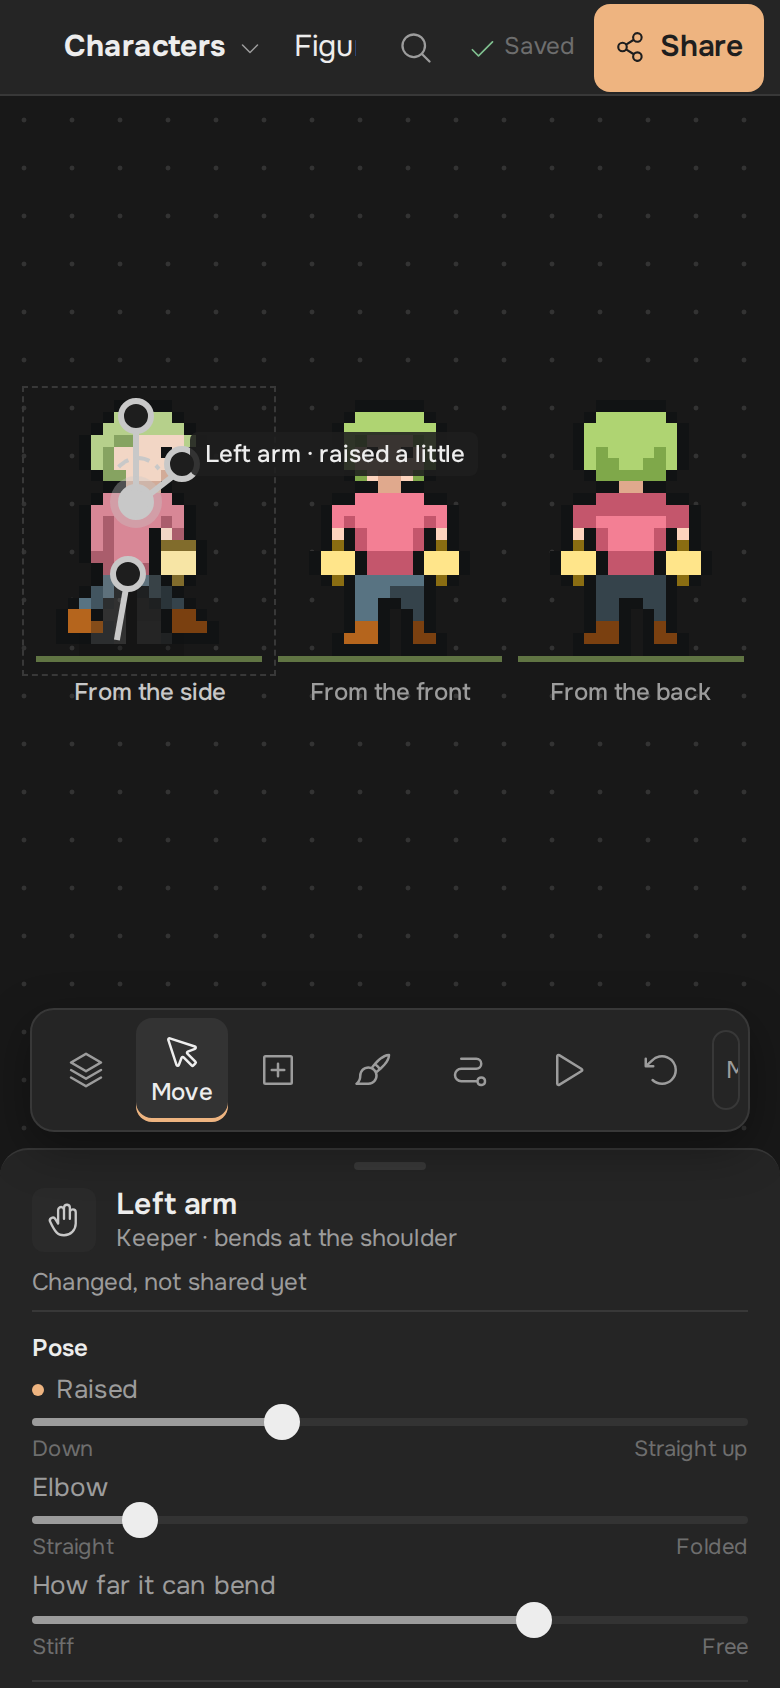 Characters
Saved
Share
Left arm · raised a little
From the side
From the front
From the back
Move
Left arm
Keeper · bends at the shoulder
Changed, not shared yet
Pose
Raised
Down
Straight up
Elbow
Straight
Folded
How far it can bend
Stiff
Free